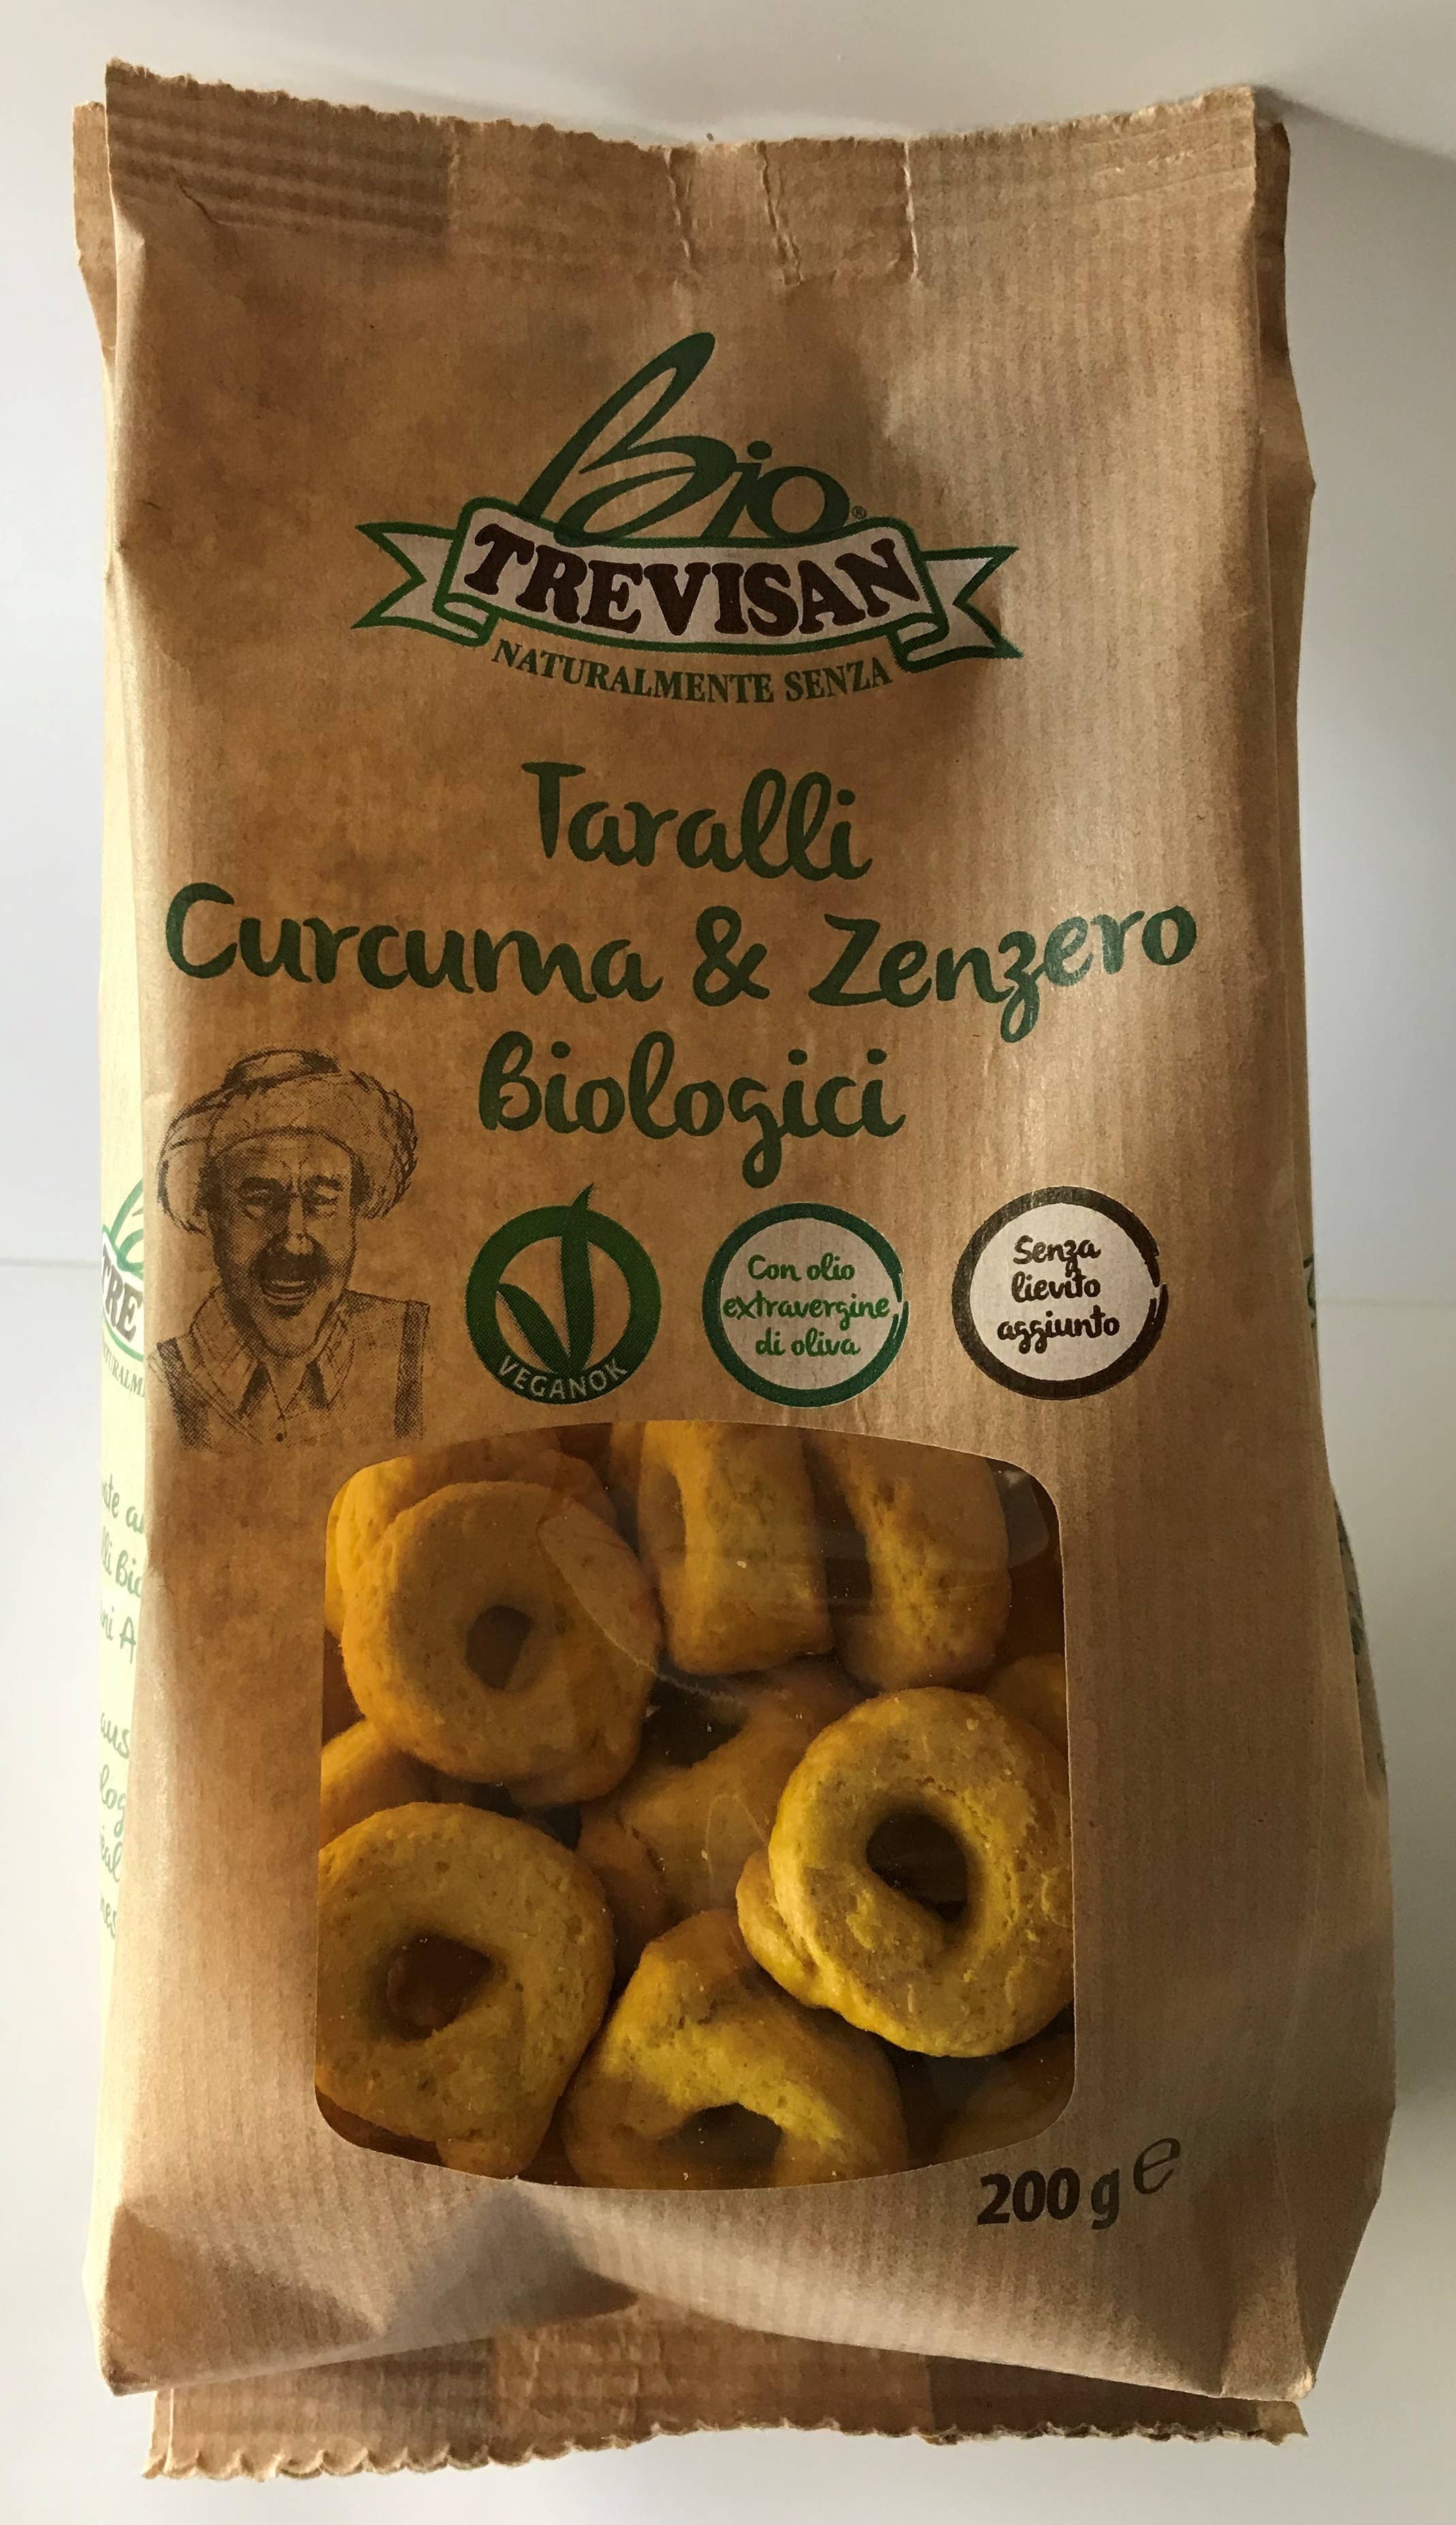 Bio®
TREVISAN
NATURALMENTE SENZA
Taralli
Curcuma & Zenzero
Biologici
VEGANOK
Con olio
extravergine
di oliva
Senza
lievito
aggiunto
200 g e